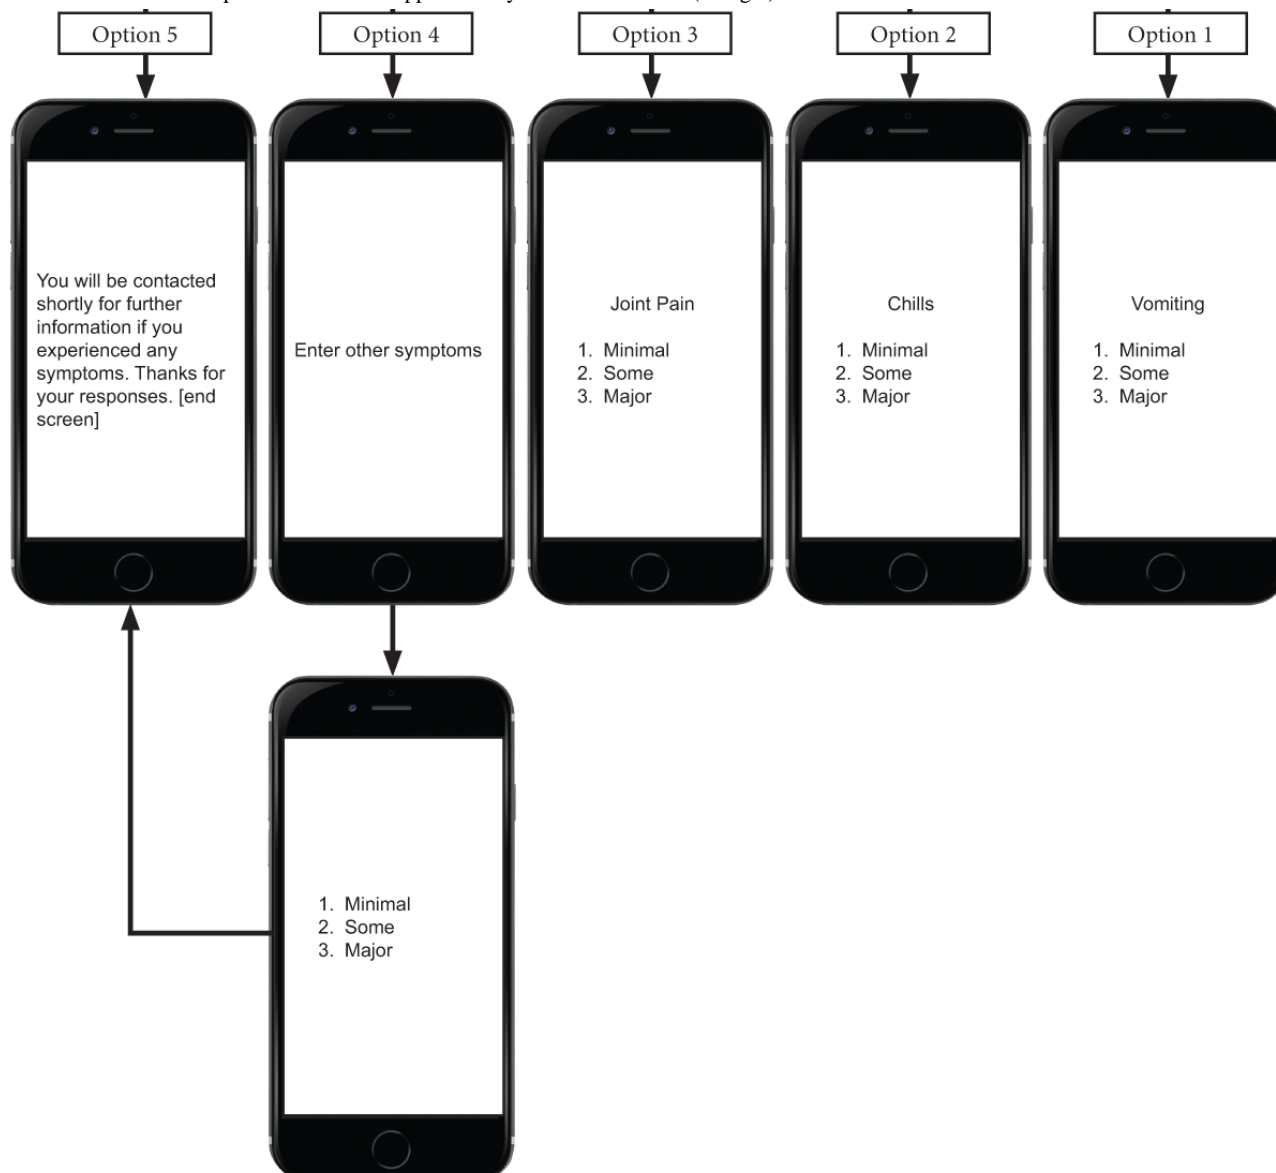 Option 5
Option 4
Option 3
Option 2
Option 1
You will be contacted
shortly for further
information if you
experienced any
symptoms. Thanks for
your responses. [end
screen]
Enter other symptoms
Joint Pain
1. Minimal
2. Some
3. Major
Chills
1. Minimal
2. Some
3. Major
Vomiting
1. Minimal
2. Some
3. Major
1. Minimal
2. Some
3. Major